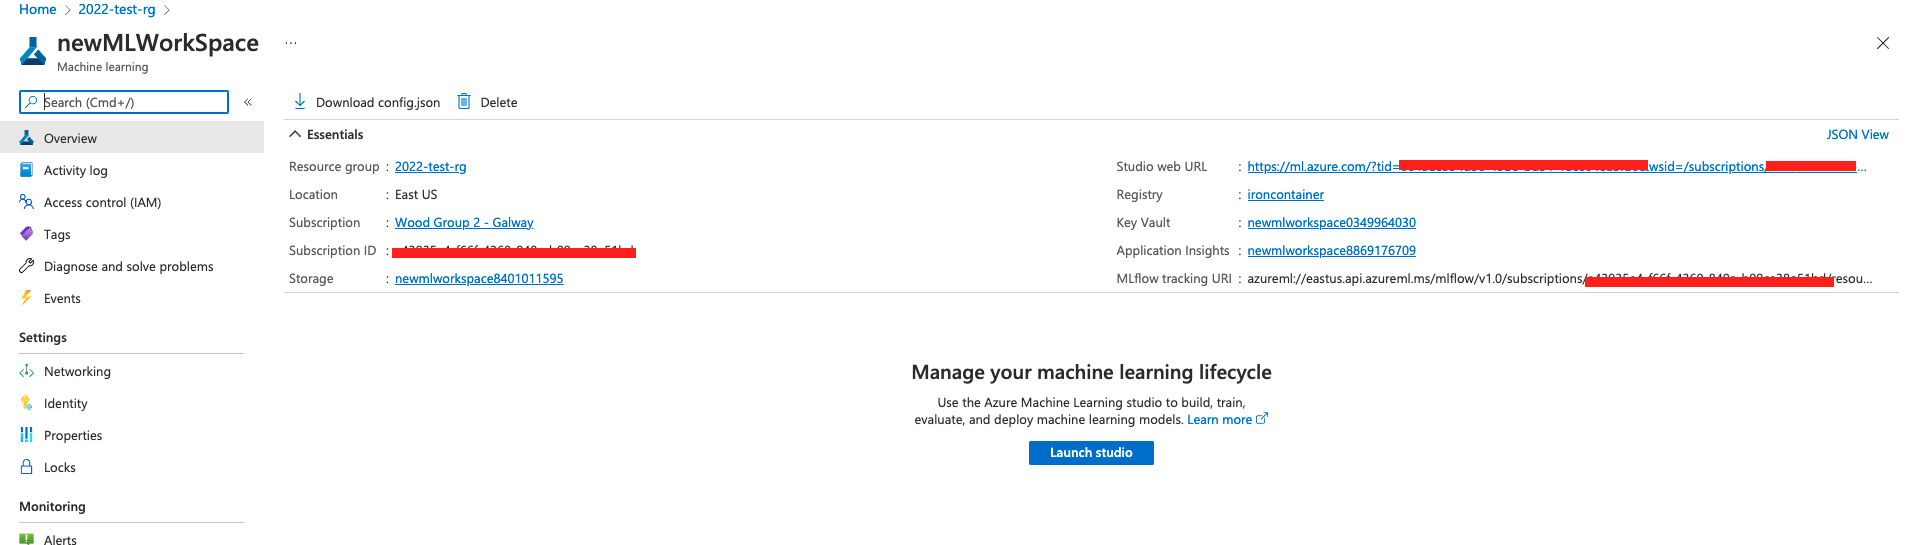 Home > 2022-test-rg >
newMLWorkSpace ...
Machine learning
Search (Cmd+/) «
Download config.json Delete
Overview
Activity log
Access control (IAM)
Tags
Diagnose and solve problems
Events
Settings
Networking
Identity
Properties
Locks
Monitoring
Alerts
Essentials JSON View
Resource group : 2022-test-rg
Location : East US
Subscription : Wood Group 2 - Galway
Subscription ID :
Storage : newmlworkspace8401011595
Studio web URL : https://ml.azure.com/?tid= wsid=/subscriptions/ ...
Registry : ironcontainer
Key Vault : newmlworkspace0349964030
Application Insights : newmlworkspace8869176709
MLflow tracking URI : azureml://eastus.api.azureml.ms/mlflow/v1.0/subscriptions/ /resou...
Manage your machine learning lifecycle
Use the Azure Machine Learning studio to build, train,
evaluate, and deploy machine learning models. Learn more
Launch studio